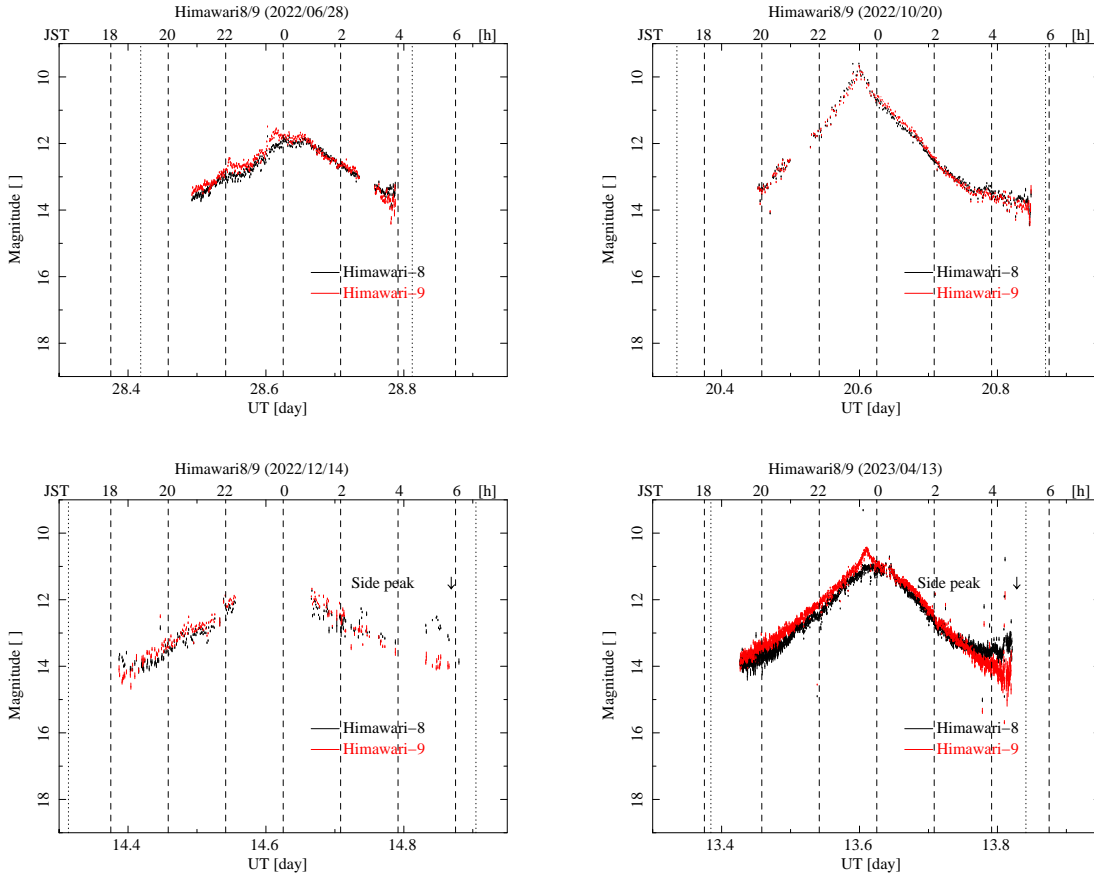 Himawari8/9 (2022/06/28)
JST 18 20 22 0 2 4 6 [h]
10
12
14
16
18
Magnitude [ ]
Himawari−8
Himawari−9
28.4 28.6 28.8
UT [day]
Himawari8/9 (2022/10/20)
JST 18 20 22 0 2 4 6 [h]
10
12
14
16
18
Magnitude [ ]
Himawari−8
Himawari−9
20.4 20.6 20.8
UT [day]
Himawari8/9 (2022/12/14)
JST 18 20 22 0 2 4 6 [h]
10
12
14
16
18
Magnitude [ ]
Side peak ↓
Himawari−8
Himawari−9
14.4 14.6 14.8
UT [day]
Himawari8/9 (2023/04/13)
JST 18 20 22 0 2 4 6 [h]
10
12
14
16
18
Magnitude [ ]
Side peak ↓
Himawari−8
Himawari−9
13.4 13.6 13.8
UT [day]